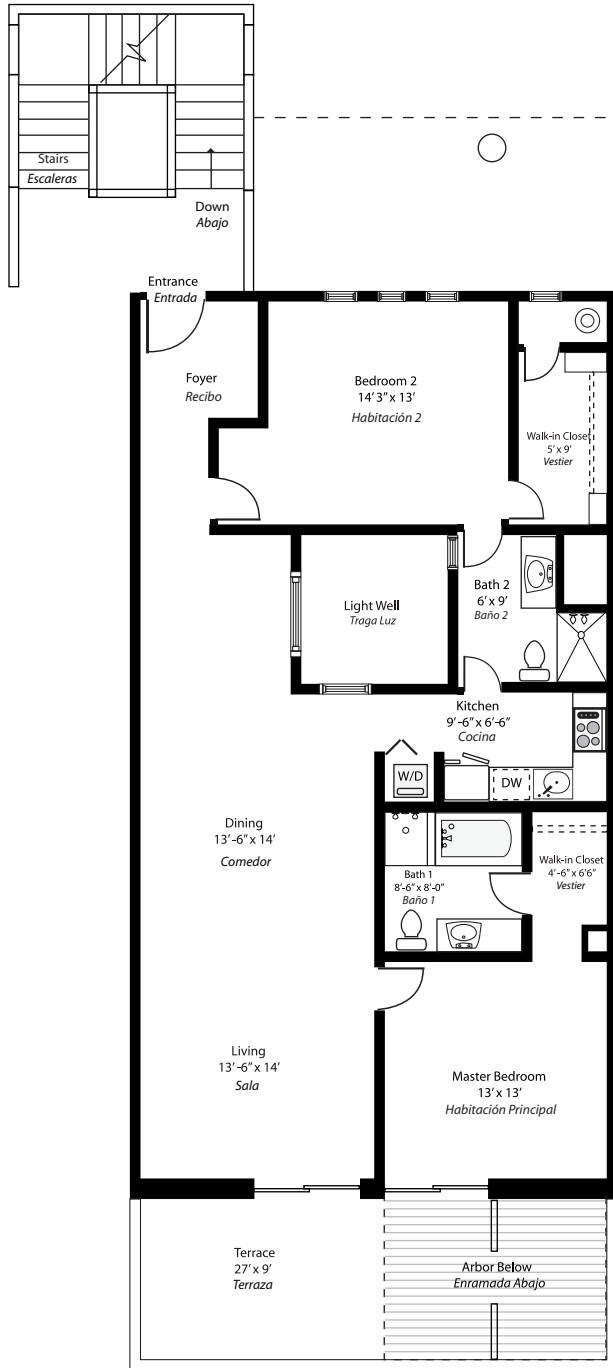 Stairs
Escaleras
Down
Abajo
Entrance
Entrada
Foyer
Recibo
Bedroom 2
14' 3" x 13'
Habitación 2
Walk-in Closet
5' x 9'
Vestier
Light Well
Traga Luz
Bath 2
6' x 9'
Baño 2
Kitchen
9'-6" x 6'-6"
Cocina
W/D
DW
Dining
13'-6" x 14'
Comedor
Bath 1
8'-6" x 8'-0"
Baño 1
Walk-in Closet
4'-6" x 6'6"
Vestier
Living
13'-6" x 14'
Sala
Master Bedroom
13' x 13'
Habitación Principal
Terrace
27' x 9'
Terraza
Arbor Below
Enramada Abajo